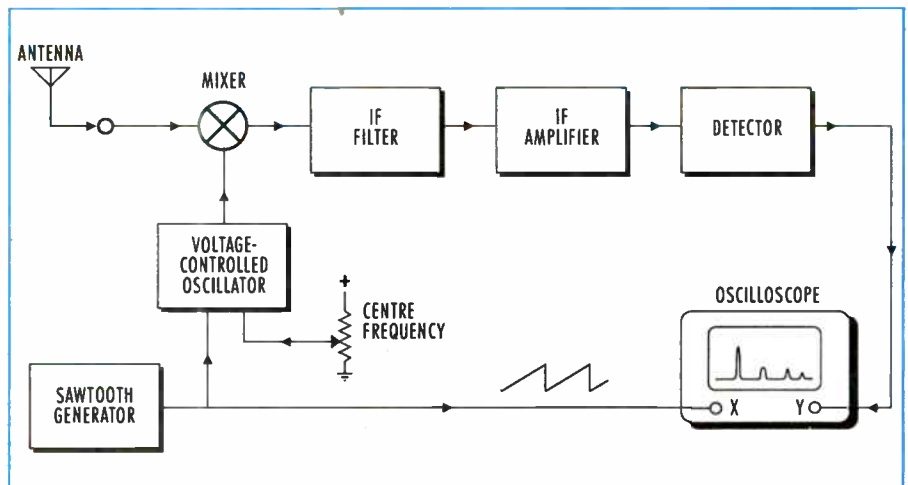 ANTENNA
MIXER
IF
FILTER
IF
AMPLIFIER
DETECTOR
VOLTAGE-
CONTROLLED
OSCILLATOR
+
CENTRE
FREQUENCY
OSCILLOSCOPE
SAWTOOTH
GENERATOR
X Y